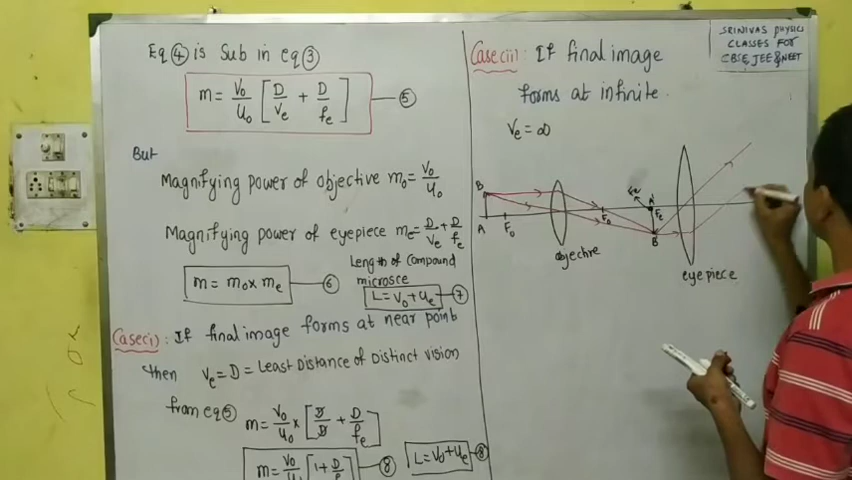 Eq ④ is Sub in eq ③
m = V₀/U₀ [D/Vₑ + D/fₑ] — ⑤
But
Magnifying power of objective m₀ = V₀/U₀
Magnifying power of eyepiece mₑ = D/Vₑ + D/fₑ
m = m₀ x mₑ — ⑥
Length of Compound
microsce
L = V₀ + Uₑ — ⑦
Case(i): If final image forms at near point
then Vₑ = D = Least Distance of Distinct vision
from eq ⑤ m = V₀/U₀ x [D/D + D/fₑ]
m = V₀/U₀ [1 + D/fₑ] — ⑧
L = V₀ + Uₑ — ⑧
SRINIVAS PHYSICS
CLASSES FOR
CBSE, JEE & NEET
Case(ii): If final image
forms at infinite.
Vₑ = ∞
B
A
F₀
objective
F₀
Fe
A'
Fₑ
B'
eyepiece